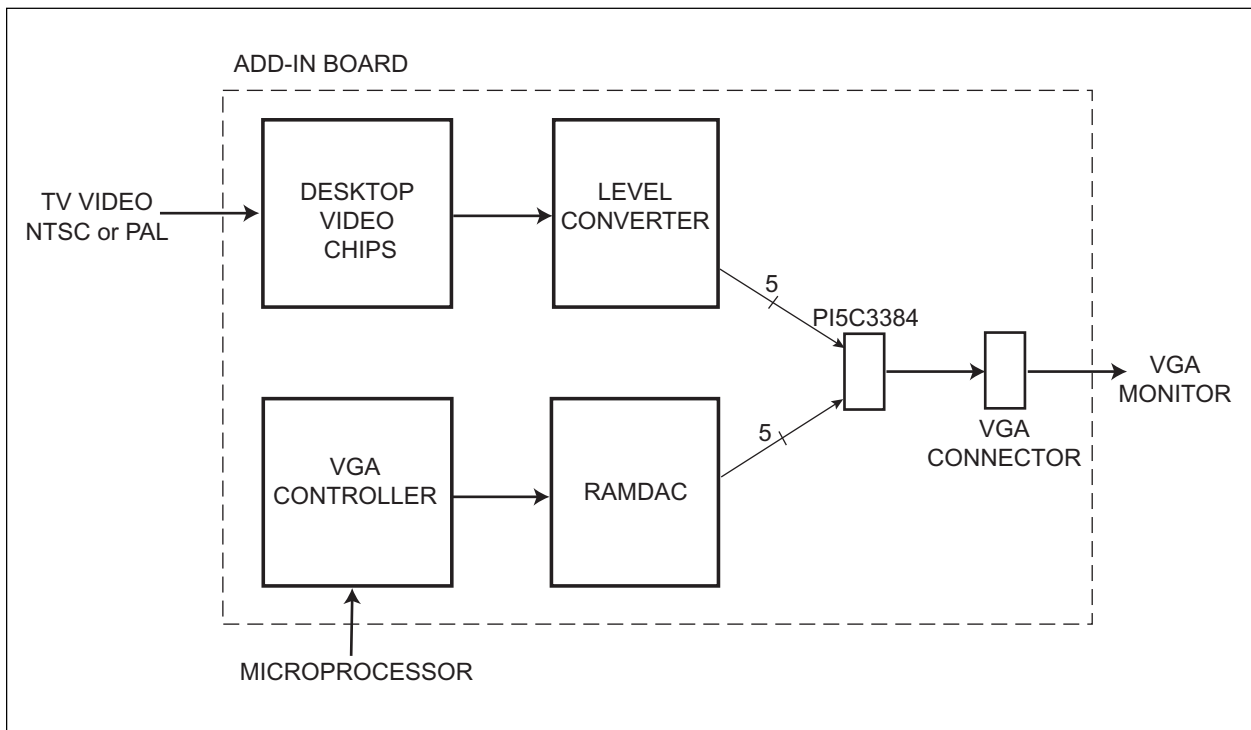 ADD-IN BOARD
TV VIDEO
NTSC or PAL
DESKTOP
VIDEO
CHIPS
LEVEL
CONVERTER
5
PI5C3384
VGA
MONITOR
VGA
CONNECTOR
5
VGA
CONTROLLER
RAMDAC
MICROPROCESSOR